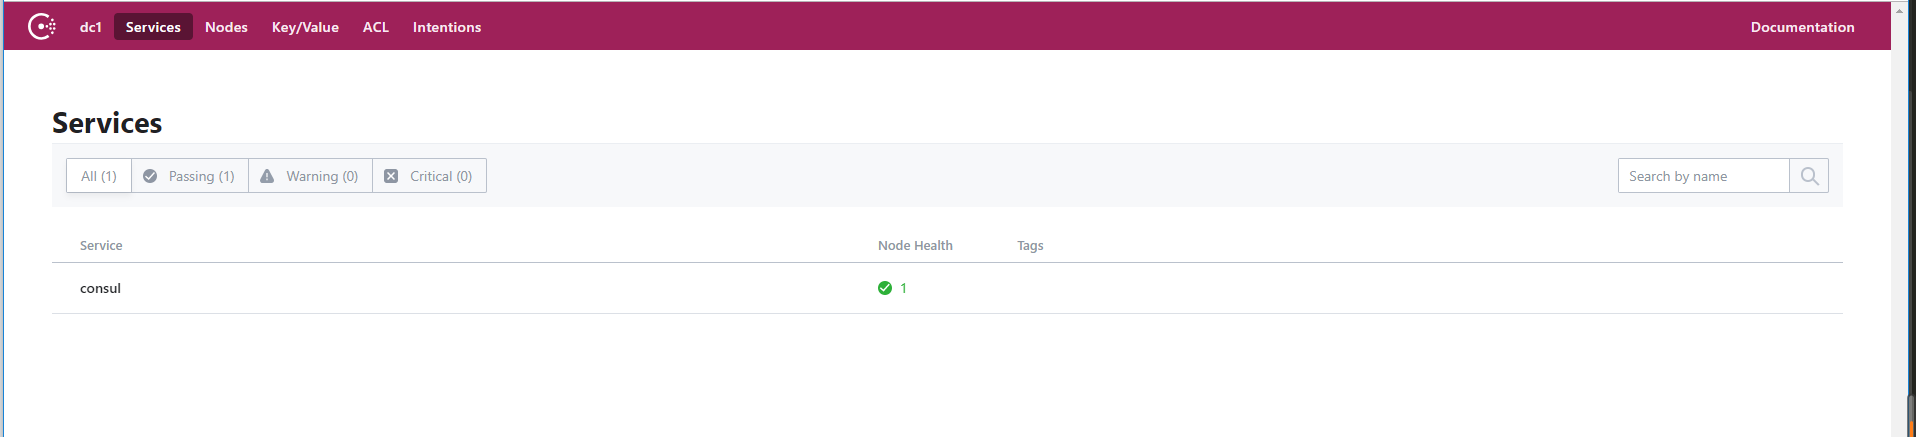 dc1 Services Nodes Key/Value ACL Intentions Documentation
Services
All (1) Passing (1) Warning (0) Critical (0) Search by name
Service Node Health Tags
consul 1